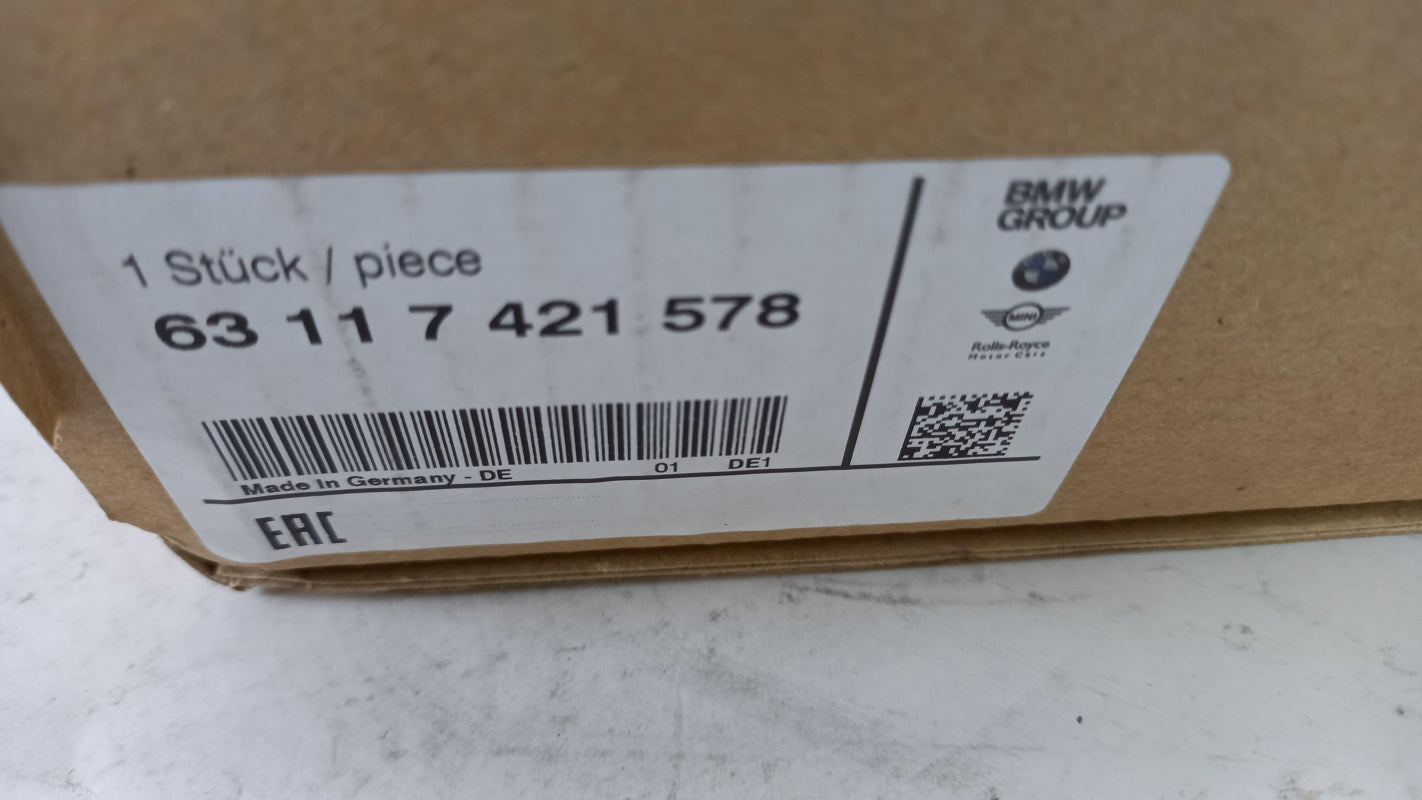 1 Stück / piece
63 11 7 421 578
Made in Germany - DE 01 DE1
EAC
BMW
GROUP
MINI
Rolls-Royce
Motor Cars